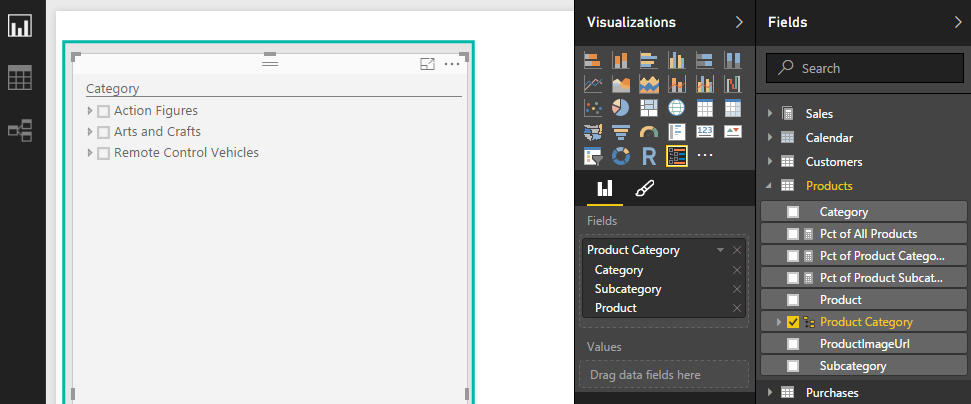 Category
Action Figures
Arts and Crafts
Remote Control Vehicles
Visualizations
R
123
Fields
Product Category
Category
Subcategory
Product
Values
Drag data fields here
Fields
Search
Sales
Calendar
Customers
Products
Category
Pct of All Products
Pct of Product Catego...
Pct of Product Subcat...
Product
Product Category
ProductImageUrl
Subcategory
Purchases